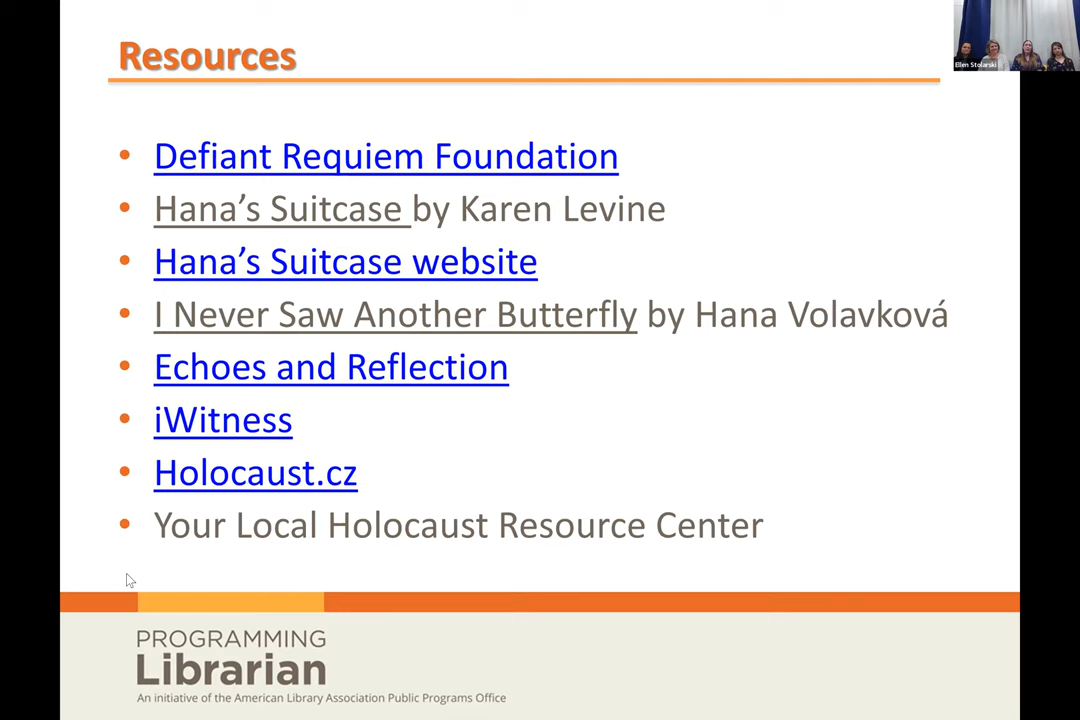 Resources
Ellen Stolarski
• Defiant Requiem Foundation
• Hana’s Suitcase by Karen Levine
• Hana’s Suitcase website
• I Never Saw Another Butterfly by Hana Volavková
• Echoes and Reflection
• iWitness
• Holocaust.cz
• Your Local Holocaust Resource Center
PROGRAMMING
Librarian
An initiative of the American Library Association Public Programs Office